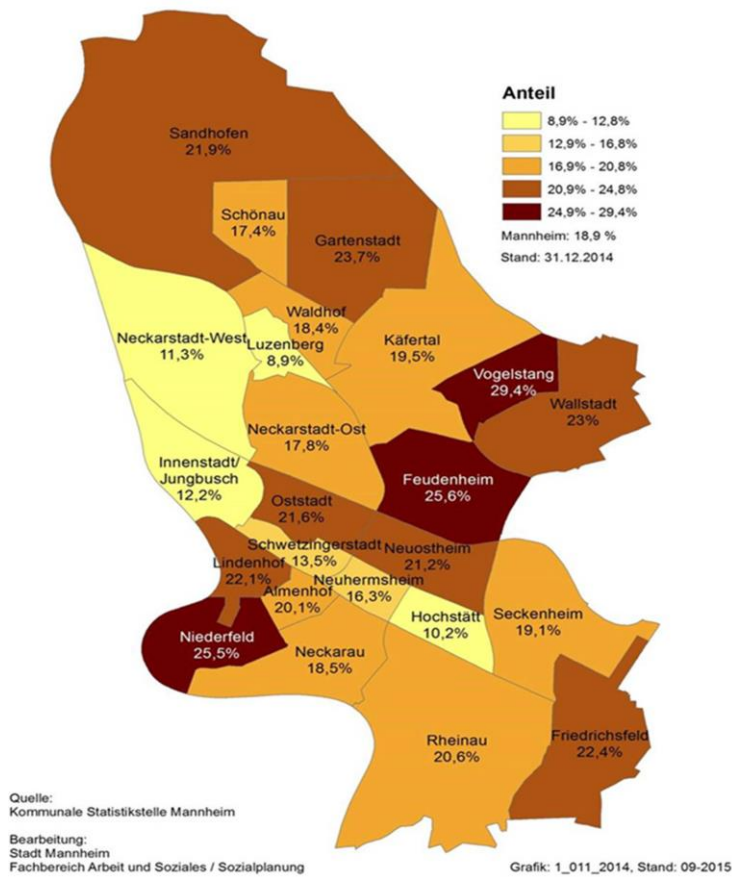 Anteil
8,9% - 12,8%
12,9% - 16,8%
16,9% - 20,8%
20,9% - 24,8%
24,9% - 29,4%
Mannheim: 18,9 %
Stand: 31.12.2014
Sandhofen
21,9%
Schönau
17,4%
Gartenstadt
23,7%
Waldhof
18,4%
Neckarstadt-West
11,3%
Luzenberg
8,9%
Käfertal
19,5%
Vogelstang
29,4%
Wallstadt
23%
Neckarstadt-Ost
17,8%
Innenstadt/
Jungbusch
12,2%
Feudenheim
25,6%
Oststadt
21,6%
Schwetzingerstadt
13,5%
Neuostheim
21,2%
Lindenhof
22,1%
Neuhermsheim
16,3%
Almenhof
20,1%
Hochstätt
10,2%
Seckenheim
19,1%
Niederfeld
25,5%
Neckarau
18,5%
Rheinau
20,6%
Friedrichsfeld
22,4%
Quelle:
Kommunale Statistikstelle Mannheim
Bearbeitung:
Stadt Mannheim
Fachbereich Arbeit und Soziales / Sozialplanung
Grafik: 1_011_2014, Stand: 09-2015